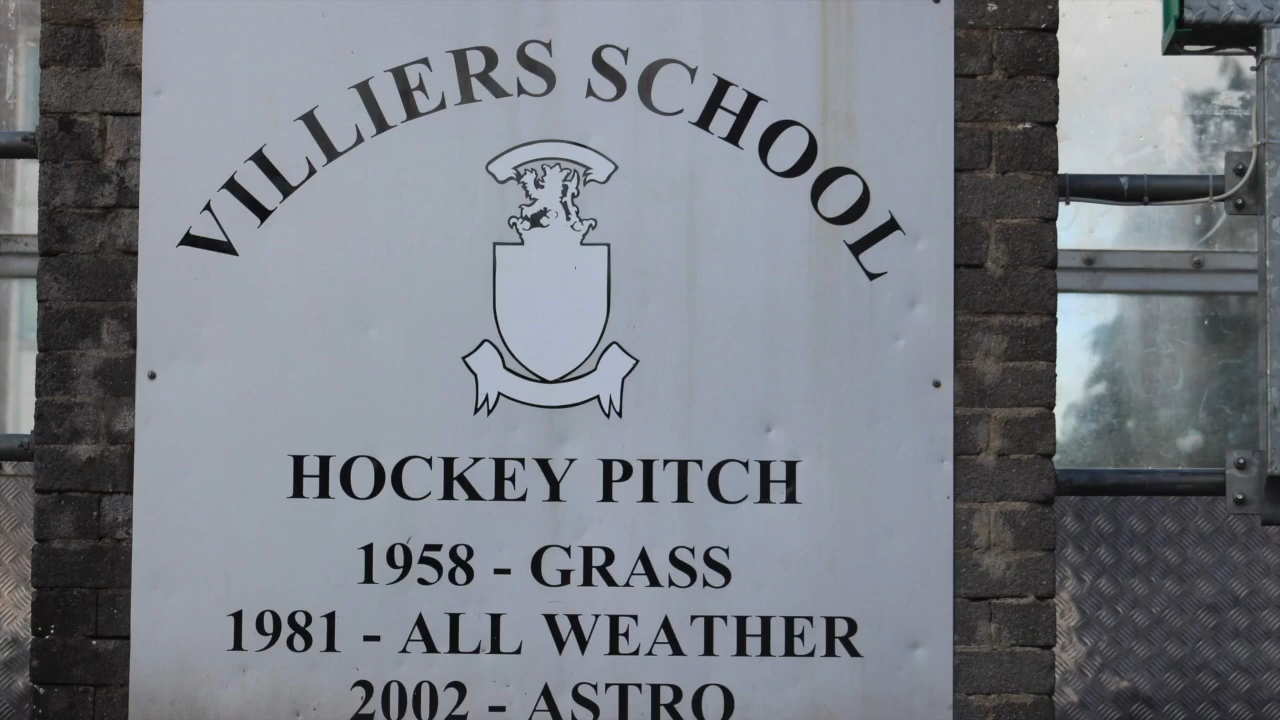 VILLIERS SCHOOL
HOCKEY PITCH
1958 - GRASS
1981 - ALL WEATHER
2002 - ASTRO